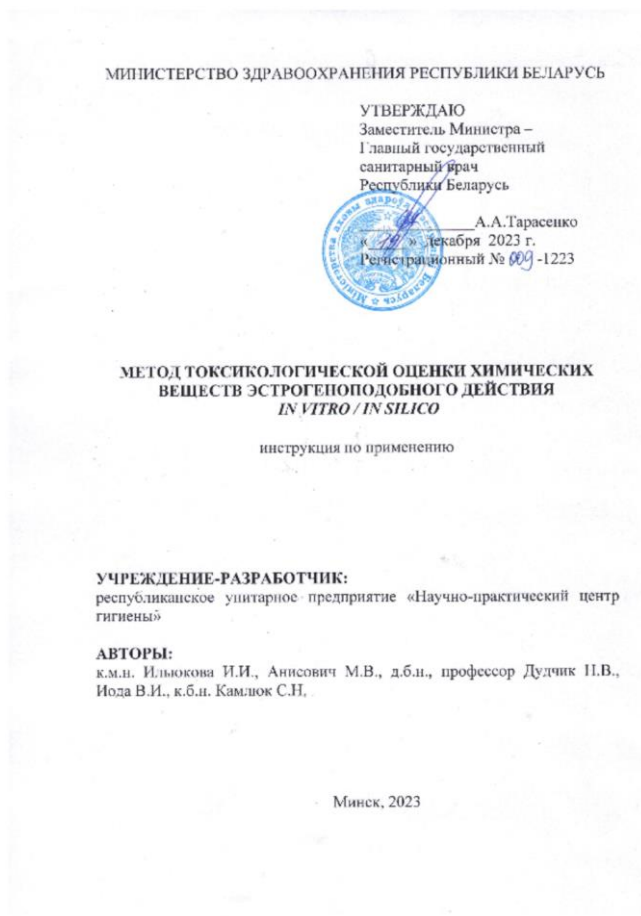 МИНИСТЕРСТВО ЗДРАВООХРАНЕНИЯ РЕСПУБЛИКИ БЕЛАРУСЬ
УТВЕРЖДАЮ
Заместитель Министра –
Главный государственный
санитарный врач
Республики Беларусь
А.А.Тарасенко
« » декабря 2023 г.
Регистрационный № 009 -1223
МЕТОД ТОКСИКОЛОГИЧЕСКОЙ ОЦЕНКИ ХИМИЧЕСКИХ
ВЕЩЕСТВ ЭСТРОГЕНОПОДОБНОГО ДЕЙСТВИЯ
IN VITRO / IN SILICO
инструкция по применению
УЧРЕЖДЕНИЕ-РАЗРАБОТЧИК:
республиканское унитарное предприятие «Научно-практический центр
гигиены»
АВТОРЫ:
к.м.н. Ильюкова И.И., Анисович М.В., д.б.н., профессор Дудчик Н.В.,
Иода В.И., к.б.н. Камлюк С.Н.
Минск, 2023